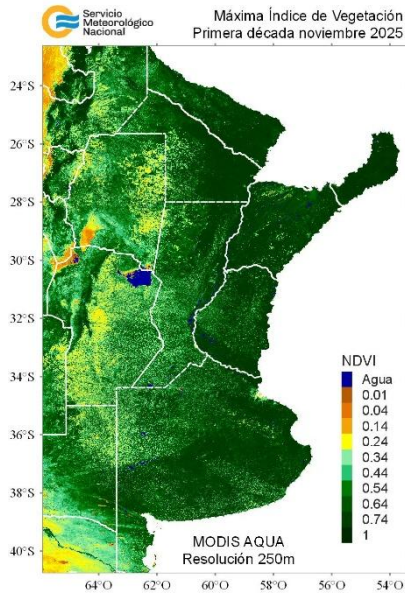 Servicio
Meteorológico
Nacional
Máxima Índice de Vegetación
Primera década noviembre 2025
24°S
26°S
28°S
30°S
32°S
34°S
36°S
38°S
40°S
NDVI
Agua
0.01
0.04
0.14
0.24
0.34
0.44
0.54
0.64
0.74
1
MODIS AQUA
Resolución 250m
64°O
62°O
60°O
58°O
56°O
54°O